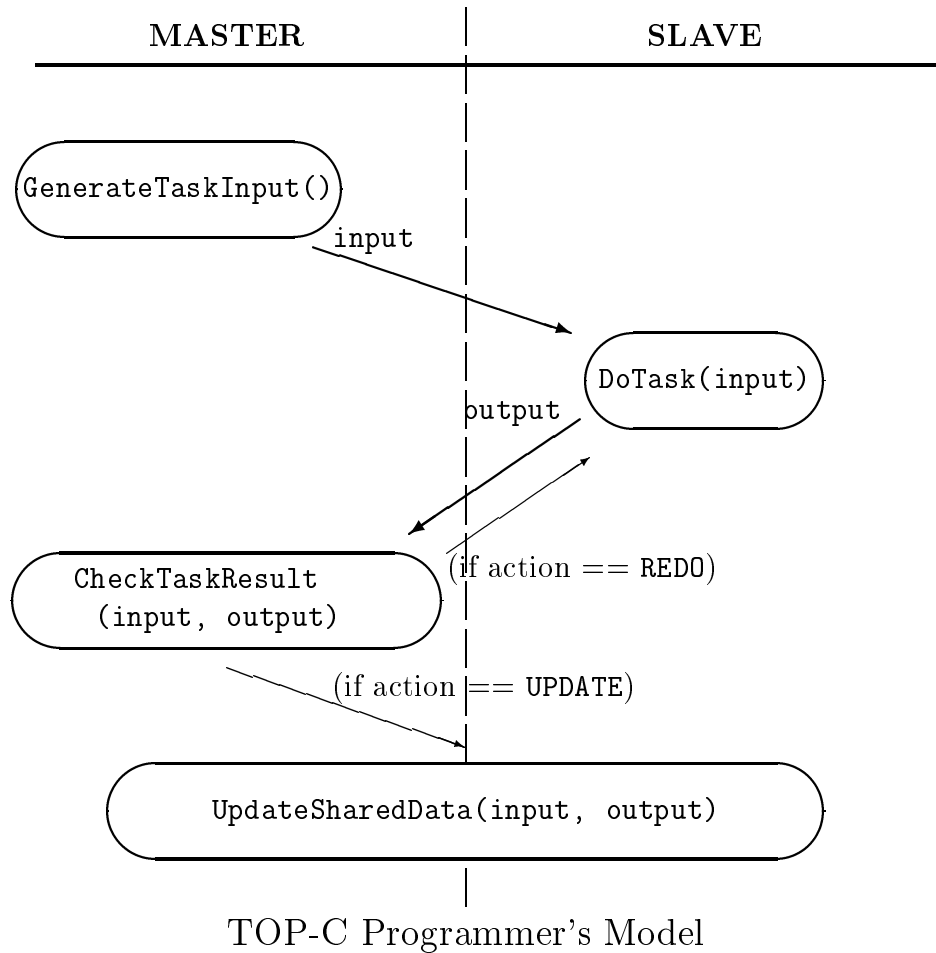 MASTER
SLAVE
GenerateTaskInput()
input
DoTask(input)
output
(if action == REDO)
CheckTaskResult
(input, output)
(if action == UPDATE)
UpdateSharedData(input, output)
TOP-C Programmer's Model